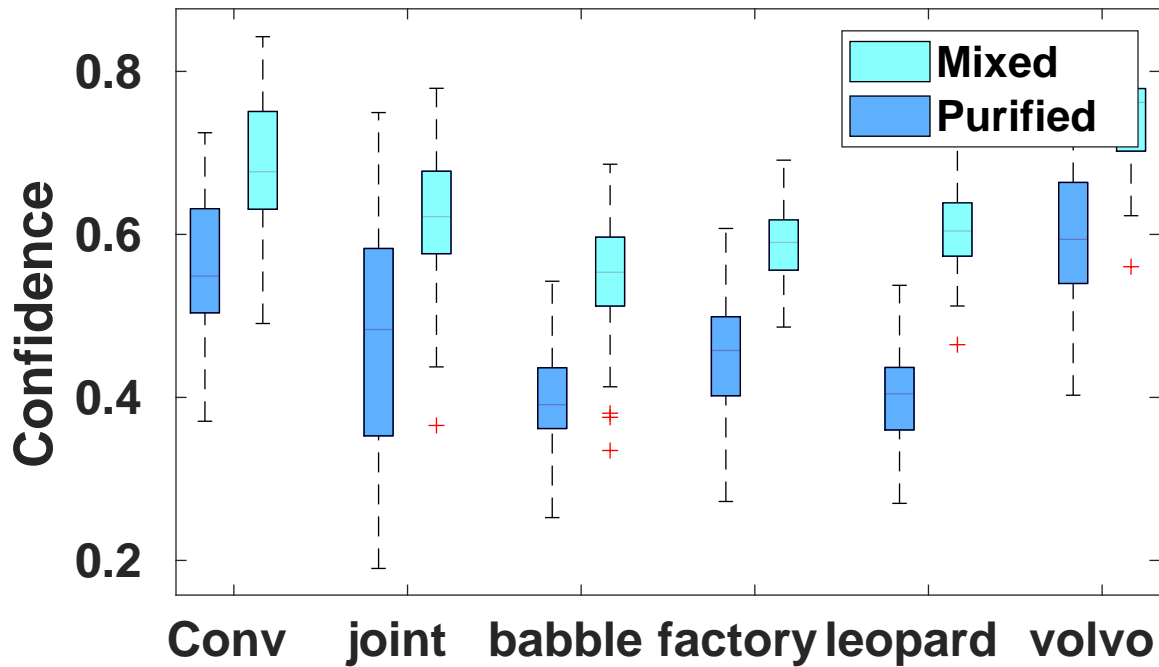 Mixed
Purified
Confidence
0.8
0.6
0.4
0.2
Conv joint babble factory leopard volvo